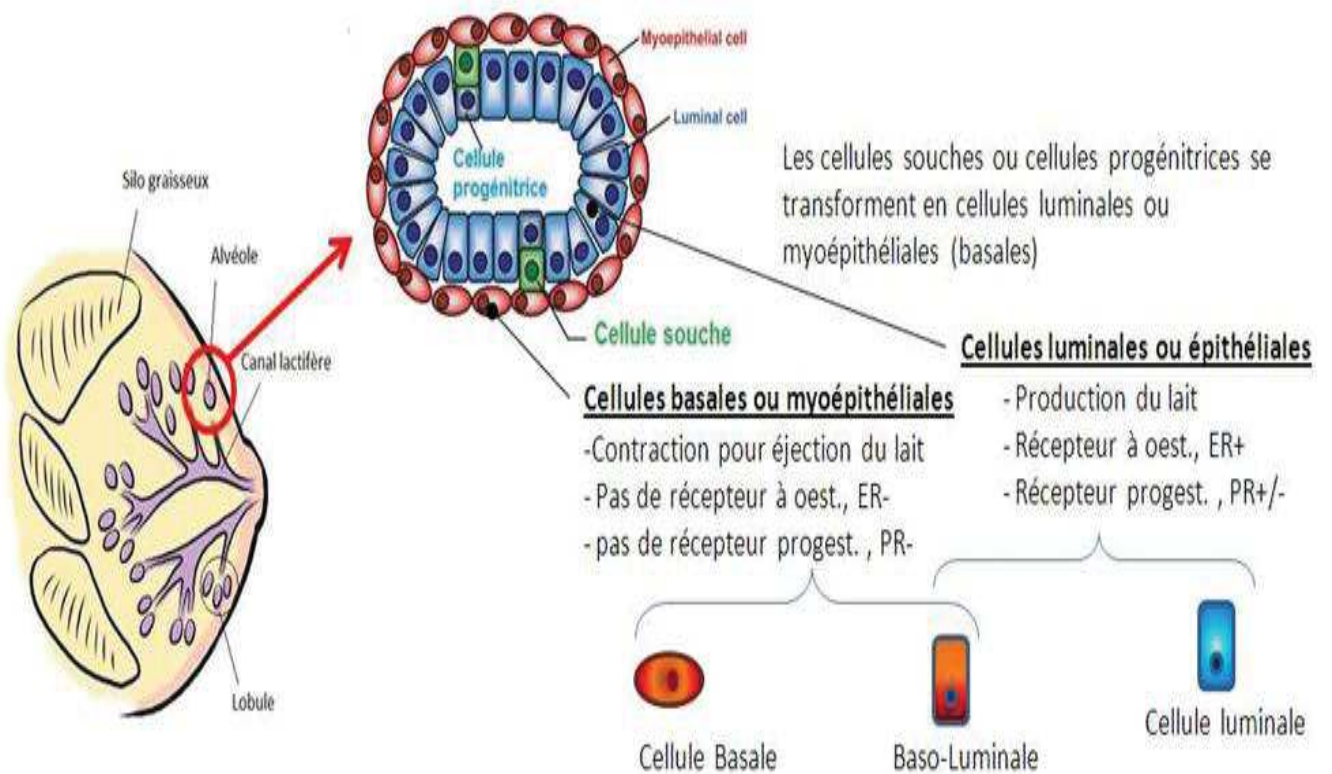 Myoepithelial cell
Luminal cell
Cellule
progénitrice
Cellule souche
Silo graisseux
Alvéole
Canal lactifère
Lobule
Les cellules souches ou cellules progénitrices se
transforment en cellules luminales ou
myoépithéliales (basales)
Cellules basales ou myoépithéliales
-Contraction pour éjection du lait
- Pas de récepteur à oest., ER-
- pas de récepteur progest. , PR-
Cellules luminales ou épithéliales
- Production du lait
- Récepteur à oest., ER+
- Récepteur progest. , PR+/-
Cellule Basale
Baso-Luminale
Cellule luminale